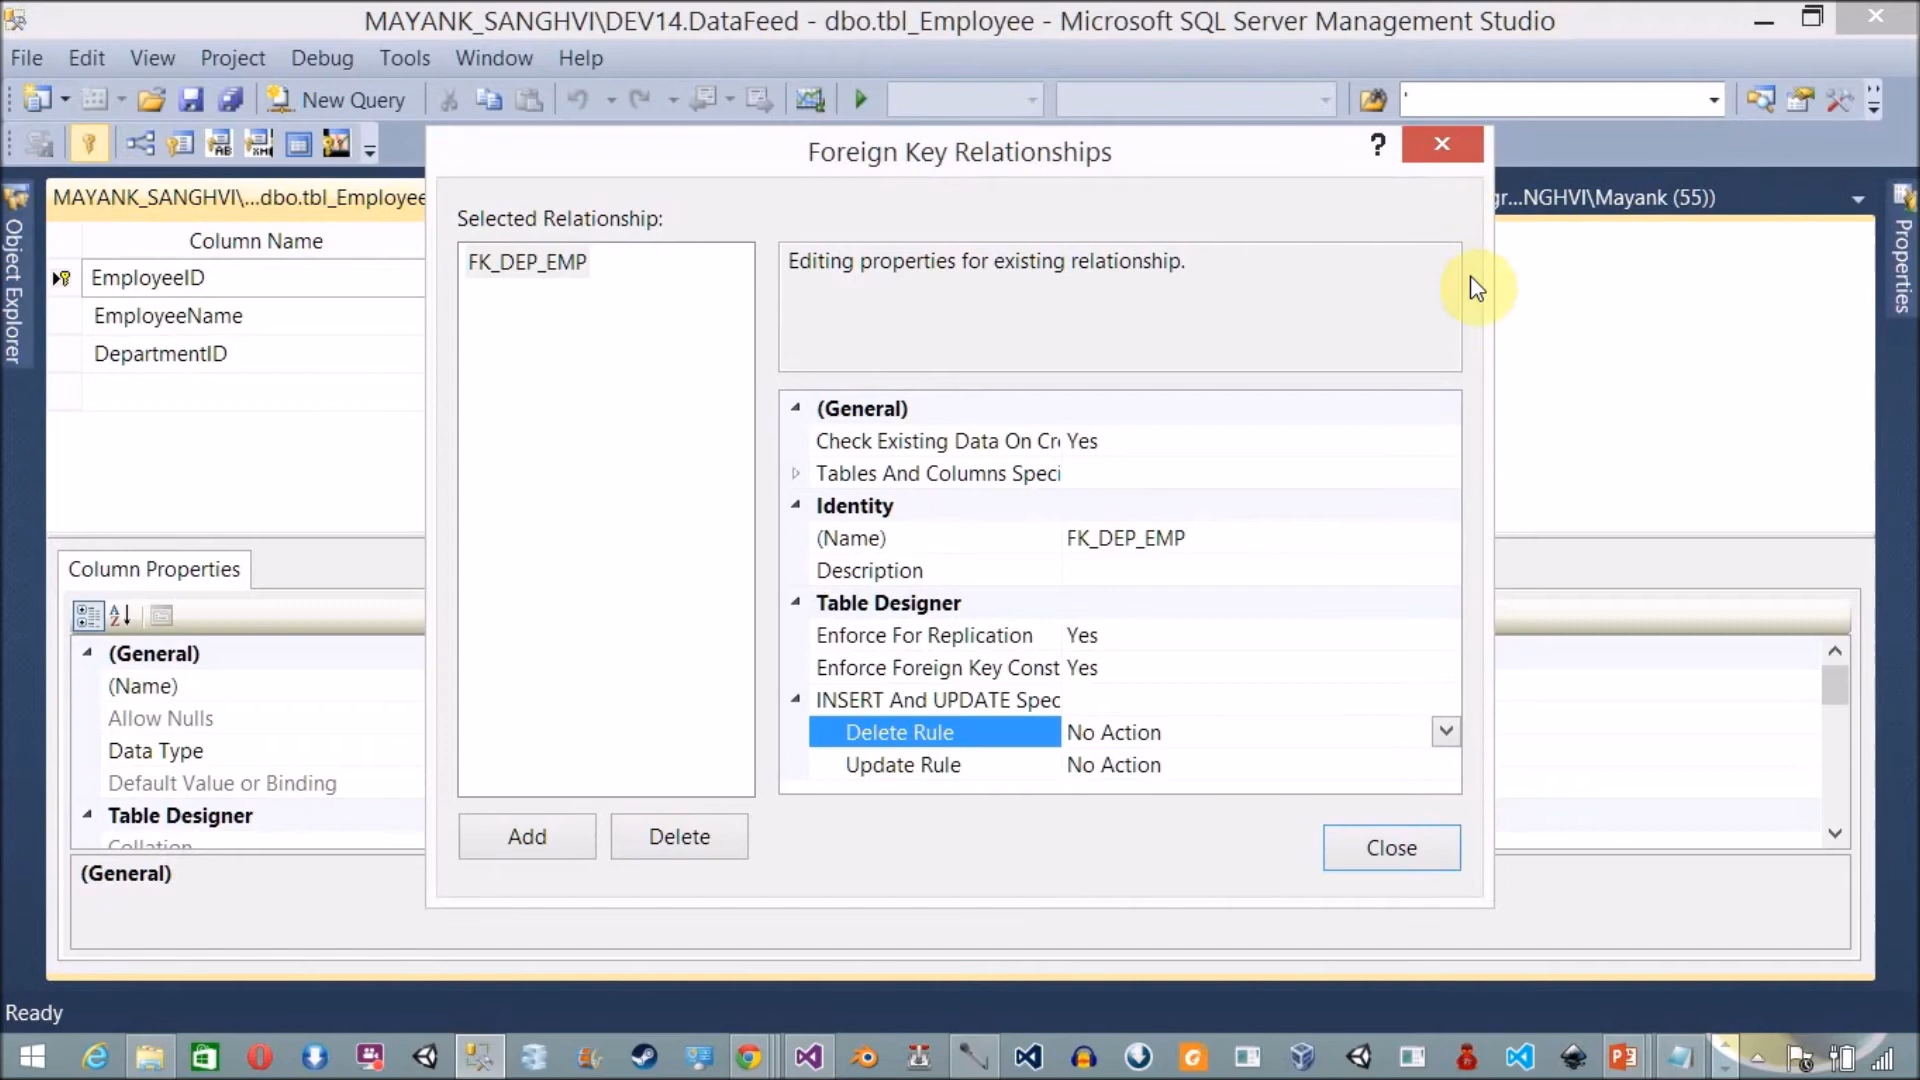 MAYANK_SANGHVI\DEV14.DataFeed - dbo.tbl_Employee - Microsoft SQL Server Management Studio
File Edit View Project Debug Tools Options Window Help
New Query
'
MAYANK_SANGHVI\...dbo.tbl_Employee
gr...NGHVI\Mayank (55))
Object Explorer
Properties
Column Name
EmployeeID
EmployeeName
DepartmentID
Foreign Key Relationships
?
Selected Relationship:
FK_DEP_EMP
Editing properties for existing relationship.
(General)
Check Existing Data On Cr Yes
Tables And Columns Speci
Identity
(Name) FK_DEP_EMP
Description
Table Designer
Enforce For Replication Yes
Enforce Foreign Key Const Yes
INSERT And UPDATE Spec
Delete Rule No Action
Update Rule No Action
Add Delete
Close
Column Properties
(General)
(Name)
Allow Nulls
Data Type
Default Value or Binding
Table Designer
Collation
(General)
Ready